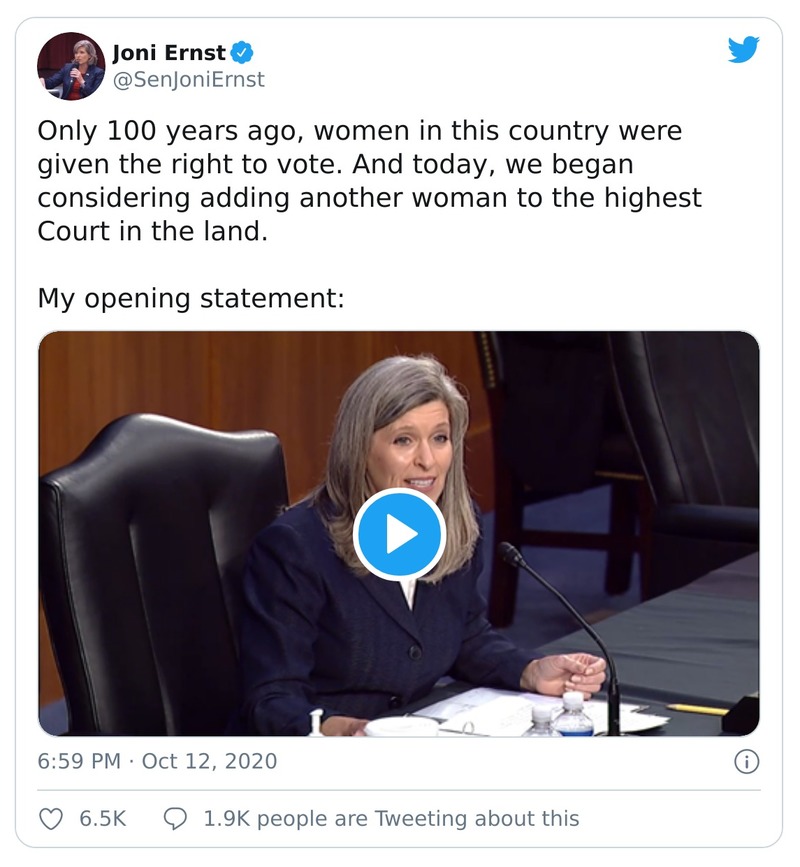 Joni Ernst
@SenJoniErnst
Only 100 years ago, women in this country were
given the right to vote. And today, we began
considering adding another woman to the highest
Court in the land.
My opening statement:
6:59 PM · Oct 12, 2020
6.5K
1.9K people are Tweeting about this